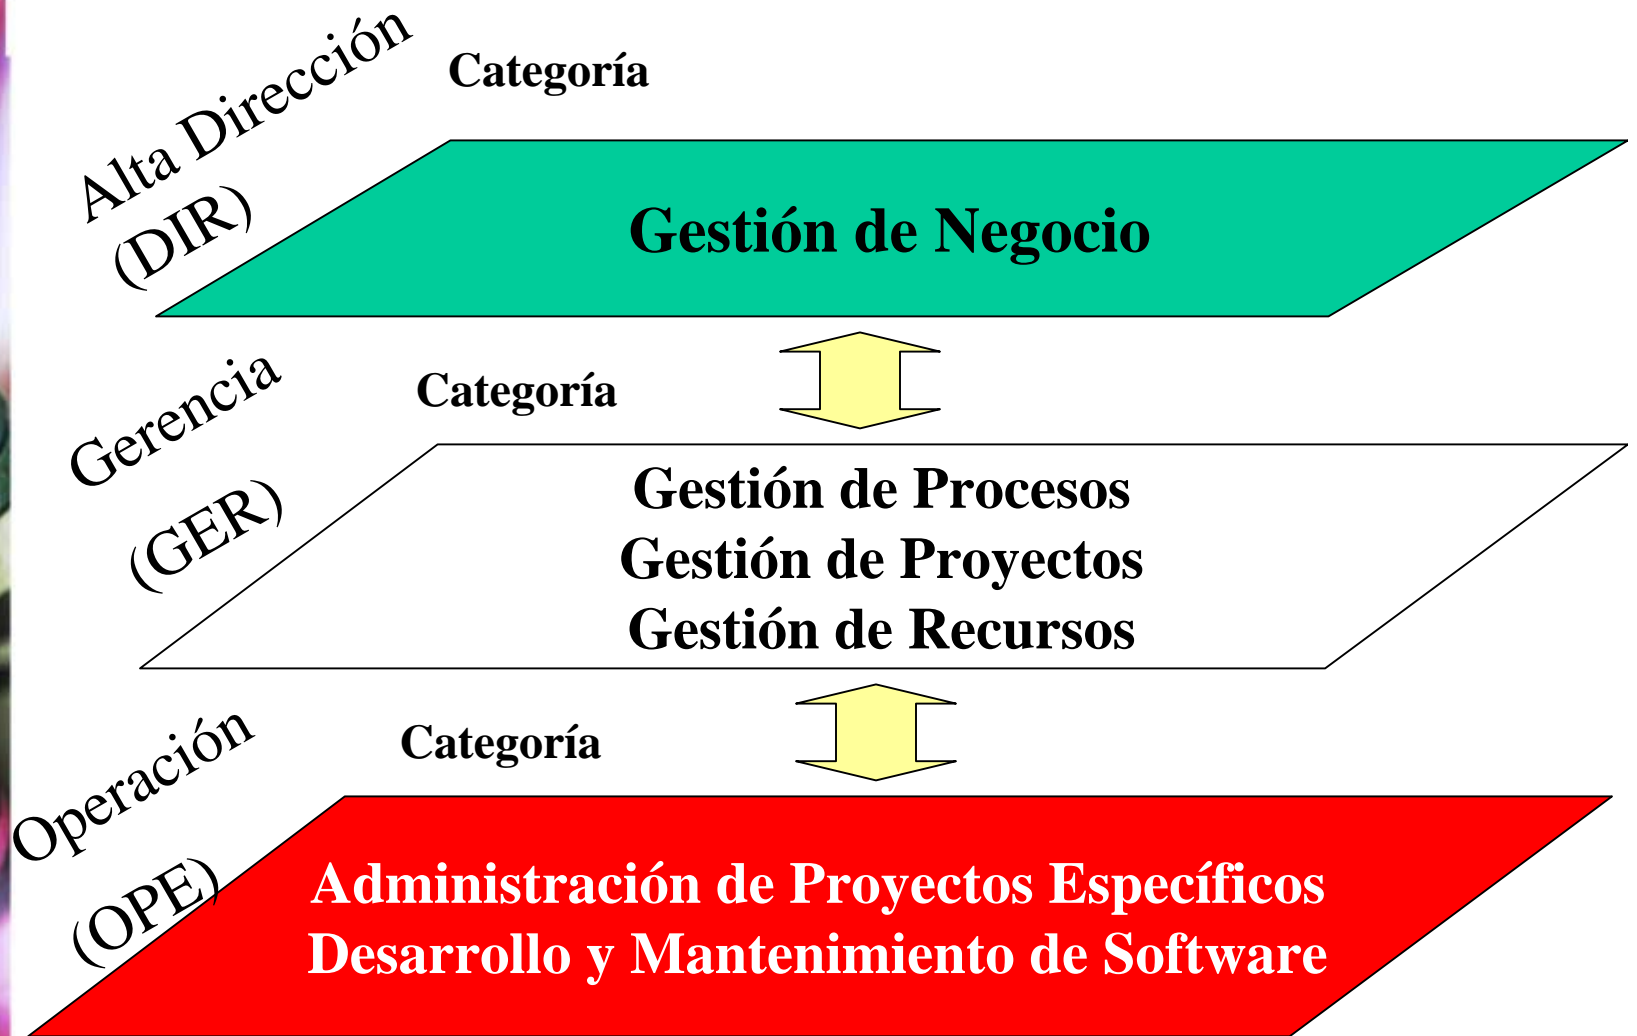 Categoría
Alta Dirección
(DIR)
Gestión de Negocio
Categoría
Gerencia
(GER)
Gestión de Procesos
Gestión de Proyectos
Gestión de Recursos
Categoría
Operación
(OPE)
Administración de Proyectos Específicos
Desarrollo y Mantenimiento de Software